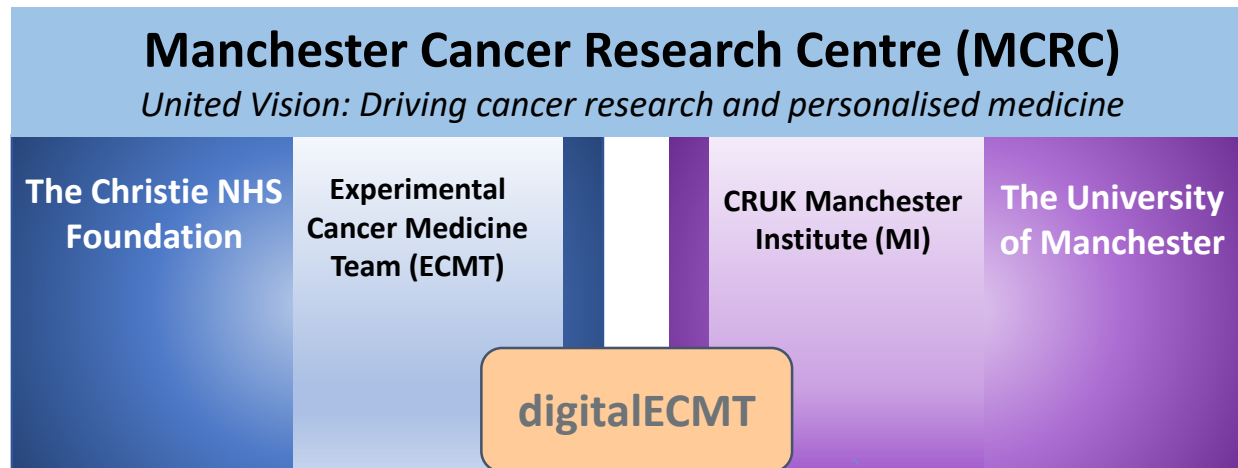 Manchester Cancer Research Centre (MCRC)
United Vision: Driving cancer research and personalised medicine
The Christie NHS
Foundation
Experimental
Cancer Medicine
Team (ECMT)
CRUK Manchester
Institute (MI)
The University
of Manchester
digitalECMT